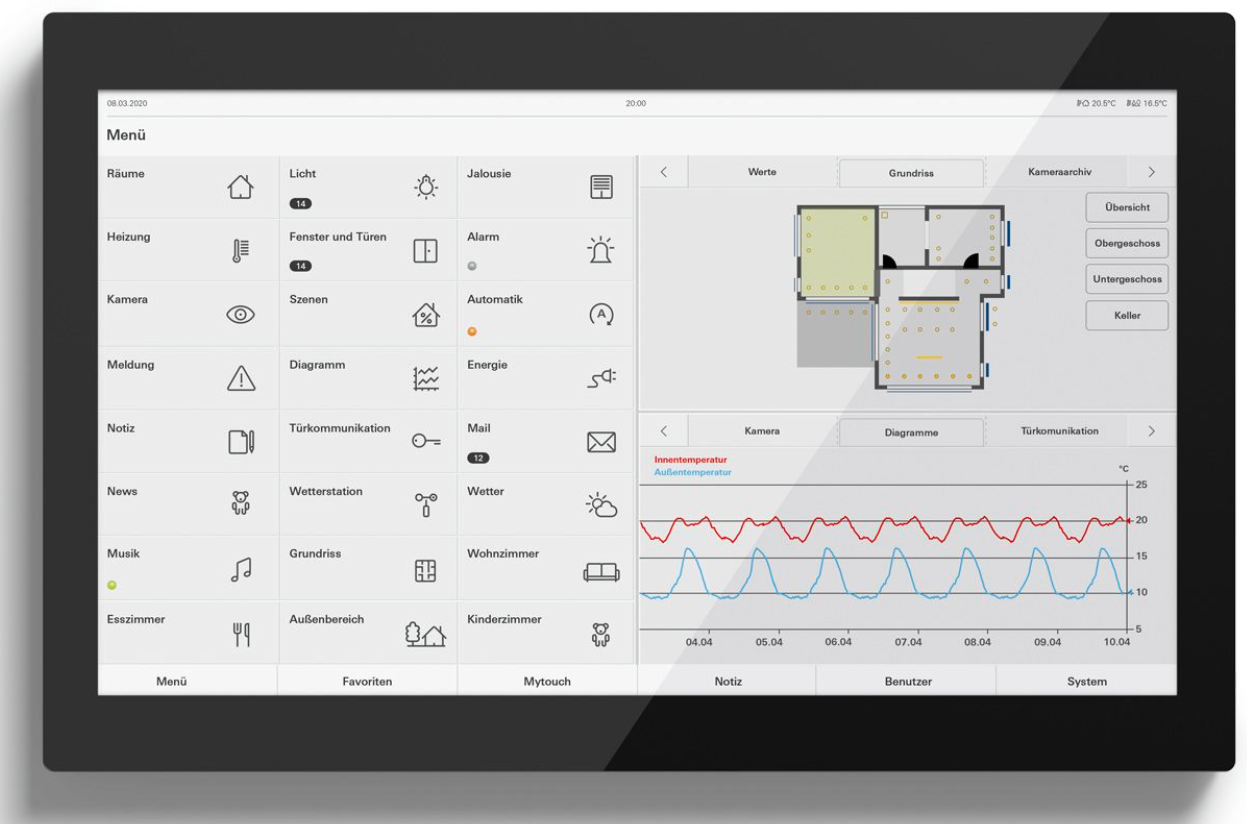 08.03.2020
20:00
20.5°C
16.5°C
Menü
Räume
Licht
14
Jalousie
Heizung
Fenster und Türen
14
Alarm
Kamera
Szenen
%
Automatik
A
Meldung
Diagramm
Energie
Notiz
Türkommunikation
Mail
12
News
Wetterstation
Wetter
Musik
Grundriss
Wohnzimmer
Esszimmer
Außenbereich
Kinderzimmer
Menü
Favoriten
Mytouch
Werte
Grundriss
Kameraarchiv
Übersicht
Obergeschoss
Untergeschoss
Keller
Kamera
Diagramme
Türkomunikation
Innentemperatur
Außentemperatur
°C
25
20
15
10
5
04.04
05.04
06.04
07.04
08.04
09.04
10.04
Notiz
Benutzer
System